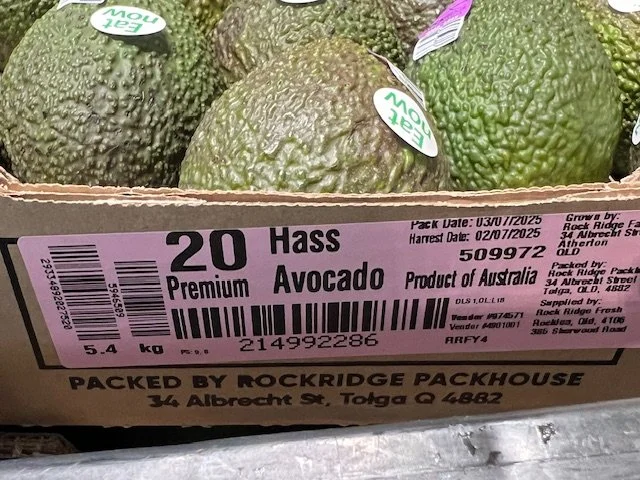 Eat
now
Eat
now
20
Premium
Hass
Avocado
Pack Date: 03/07/2025
Harvest Date: 02/07/2025
509972
Product of Australia
Grown by:
Rock Ridge Fa
34 Albrecht Str
Atherton
QLD
Packed by:
Rock Ridge Pack
34 Albrecht Street
Tolga, QLD, 4882
Supplied by:
Rock Ridge Fresh
Rocklea, Qld, 4106
385 Sherwood Road
Vendor #974571
Vendor #4901001
RRFY4
5.4 kg
214992286
PACKED BY ROCKRIDGE PACKHOUSE
34 Albrecht St, Tolga Q 4882